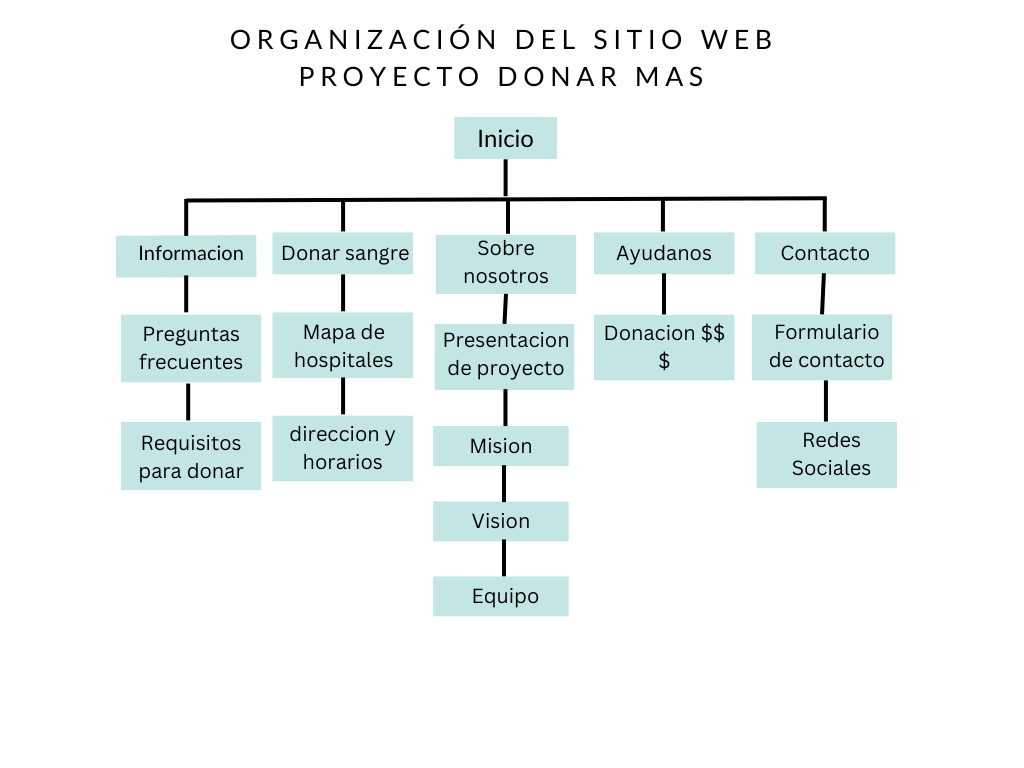 ORGANIZACIÓN DEL SITIO WEB
PROYECTO DONAR MAS
Inicio
Informacion
Donar sangre
Sobre
nosotros
Ayudanos
Contacto
Preguntas
frecuentes
Mapa de
hospitales
Presentacion
de proyecto
Donacion $$
$
Formulario
de contacto
Requisitos
para donar
direccion y
horarios
Mision
Redes
Sociales
Vision
Equipo